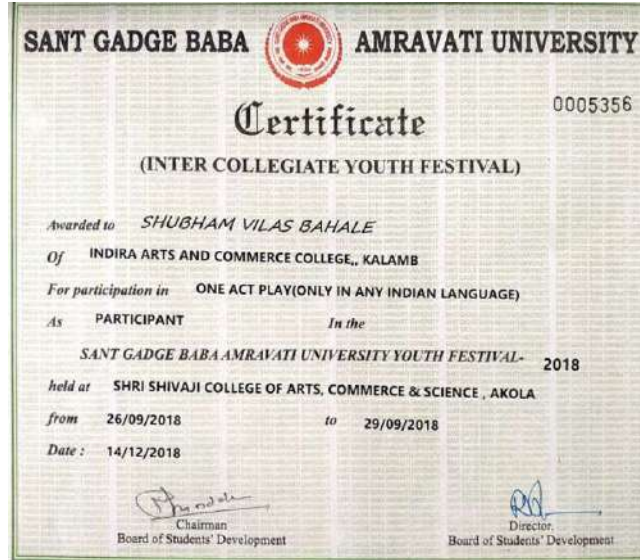 SANT GADGE BABA AMRAVATI UNIVERSITY
0005356
Certificate
(INTER COLLEGIATE YOUTH FESTIVAL)
Awarded to SHUBHAM VILAS BAHALE
Of INDIRA ARTS AND COMMERCE COLLEGE,, KALAMB
For participation in ONE ACT PLAY(ONLY IN ANY INDIAN LANGUAGE)
As PARTICIPANT In the
SANT GADGE BABA AMRAVATI UNIVERSITY YOUTH FESTIVAL- 2018
held at SHRI SHIVAJI COLLEGE OF ARTS, COMMERCE & SCIENCE , AKOLA
from 26/09/2018 to 29/09/2018
Date : 14/12/2018
Chairman Director,
Board of Students' Development Board of Students' Development